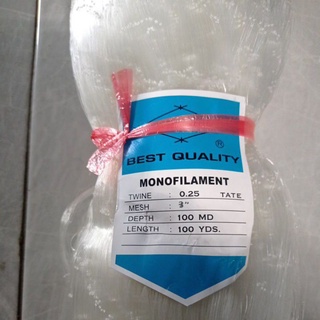 ®
BEST QUALITY
MONOFILAMENT
TWINE : 0.25 TATE
MESH : 3"
DEPTH : 100 MD
LENGTH : 100 YDS.